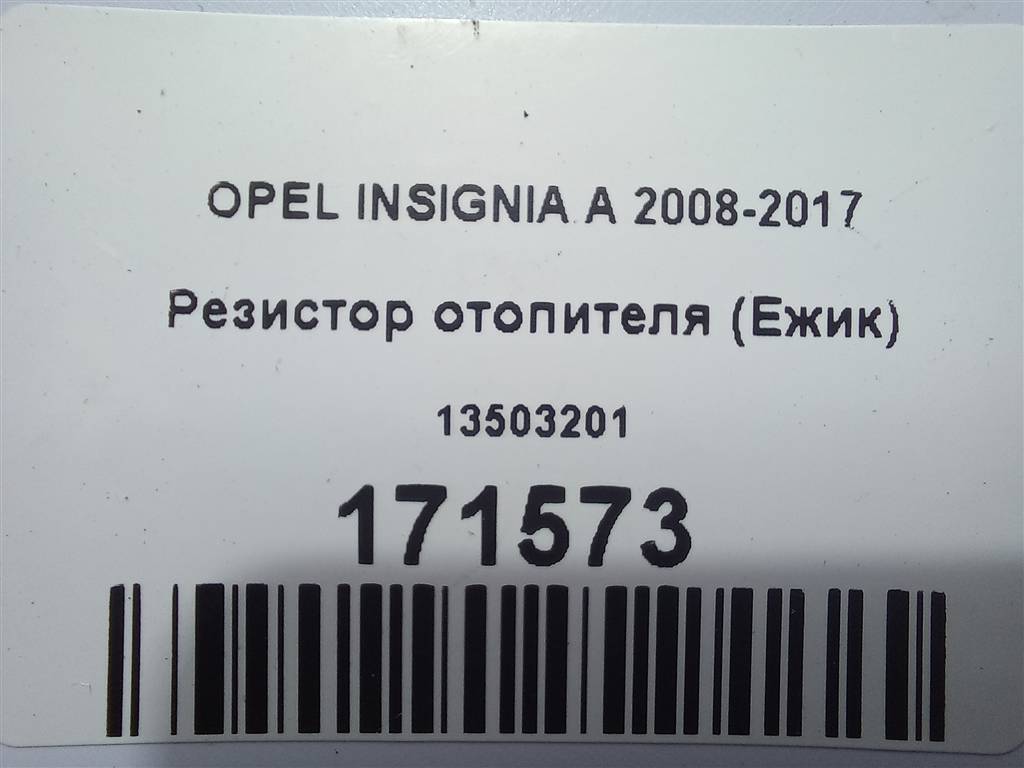 OPEL INSIGNIA A 2008-2017
Резистор отопителя (Ежик)
13503201
171573